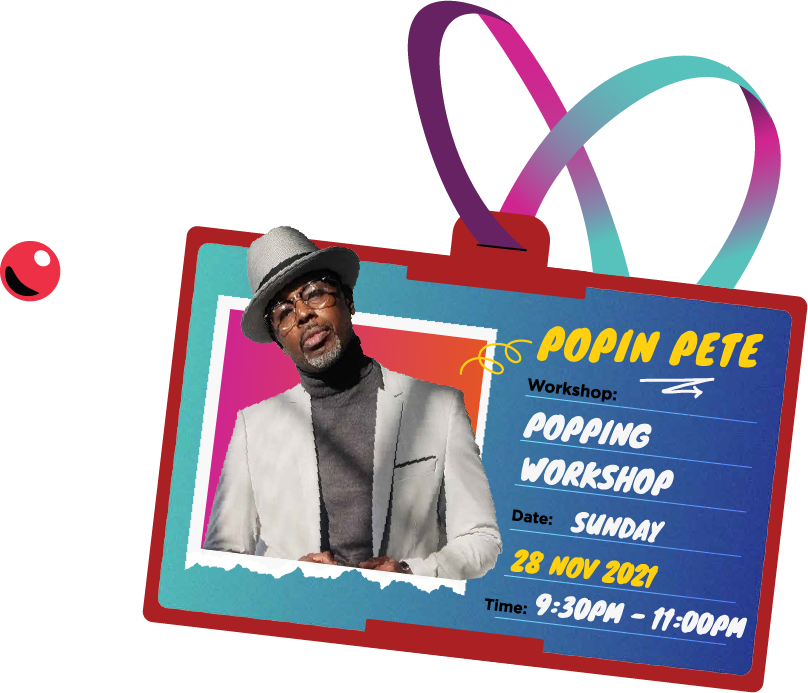 POPIN PETE
Workshop:
POPPING
WORKSHOP
Date: SUNDAY
28 NOV 2021
Time: 9:30PM - 11:00PM